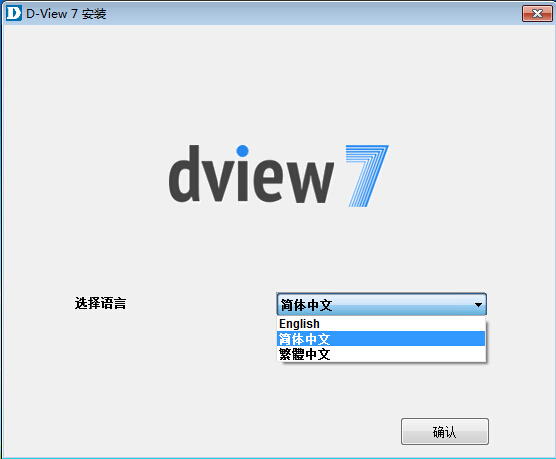 D-View 7 安装
dview 7
选择语言
简体中文
English
简体中文
繁體中文
确认